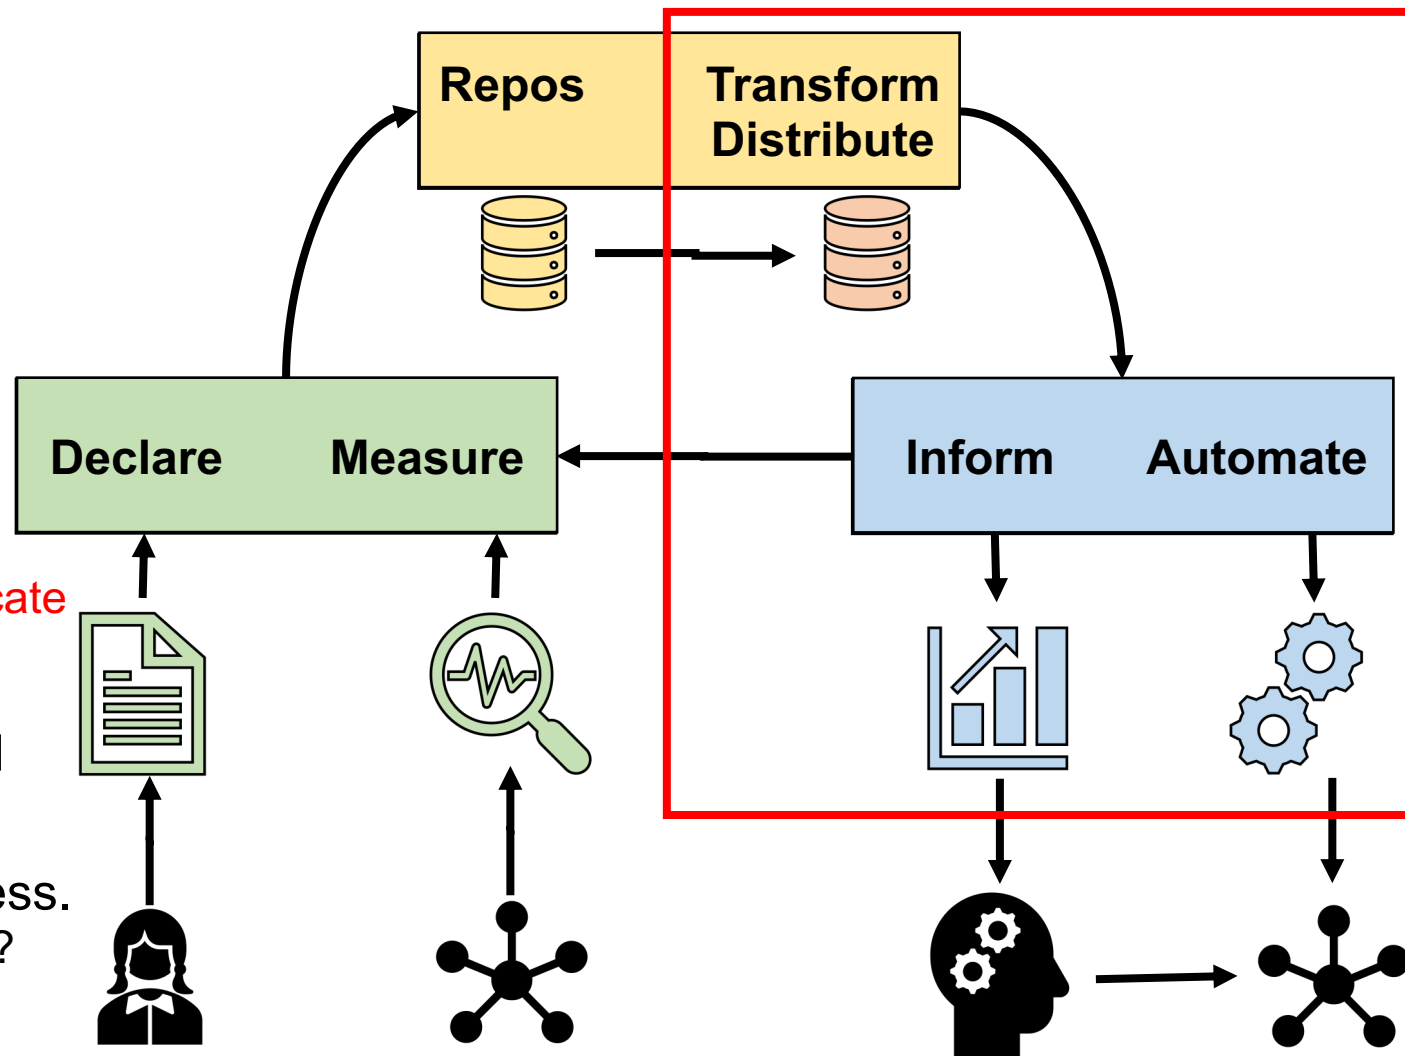 Repos
Transform
Distribute
Declare
Measure
Inform
Automate
cate
ess.
?